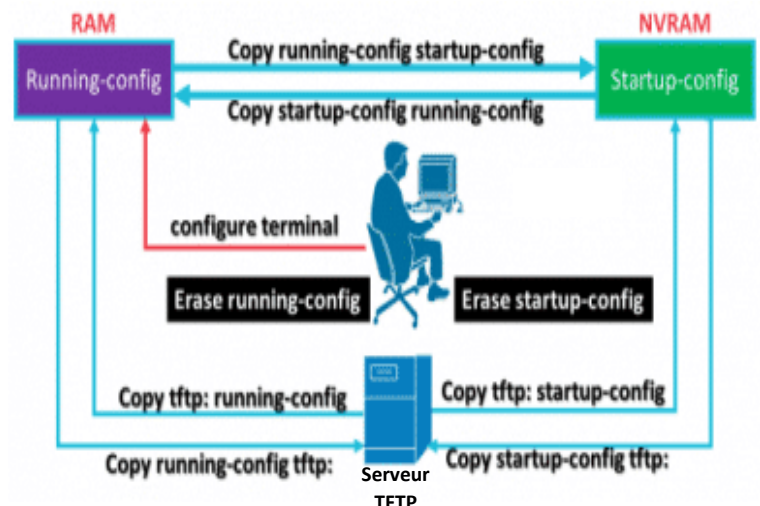 RAM
NVRAM
Copy running-config startup-config
Running-config
Startup-config
Copy startup-config running-config
configure terminal
Erase running-config
Erase startup-config
Copy tftp: running-config
Copy tftp: startup-config
Copy running-config tftp:
Copy startup-config tftp:
Serveur
TFTP